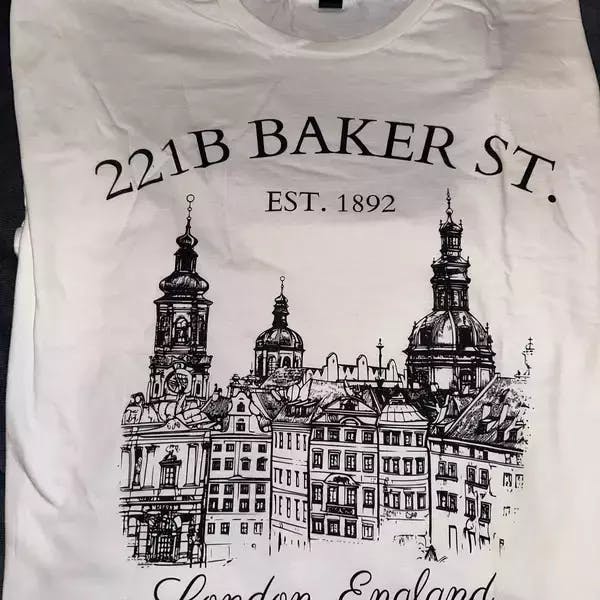 221B BAKER ST.
EST. 1892
London, England